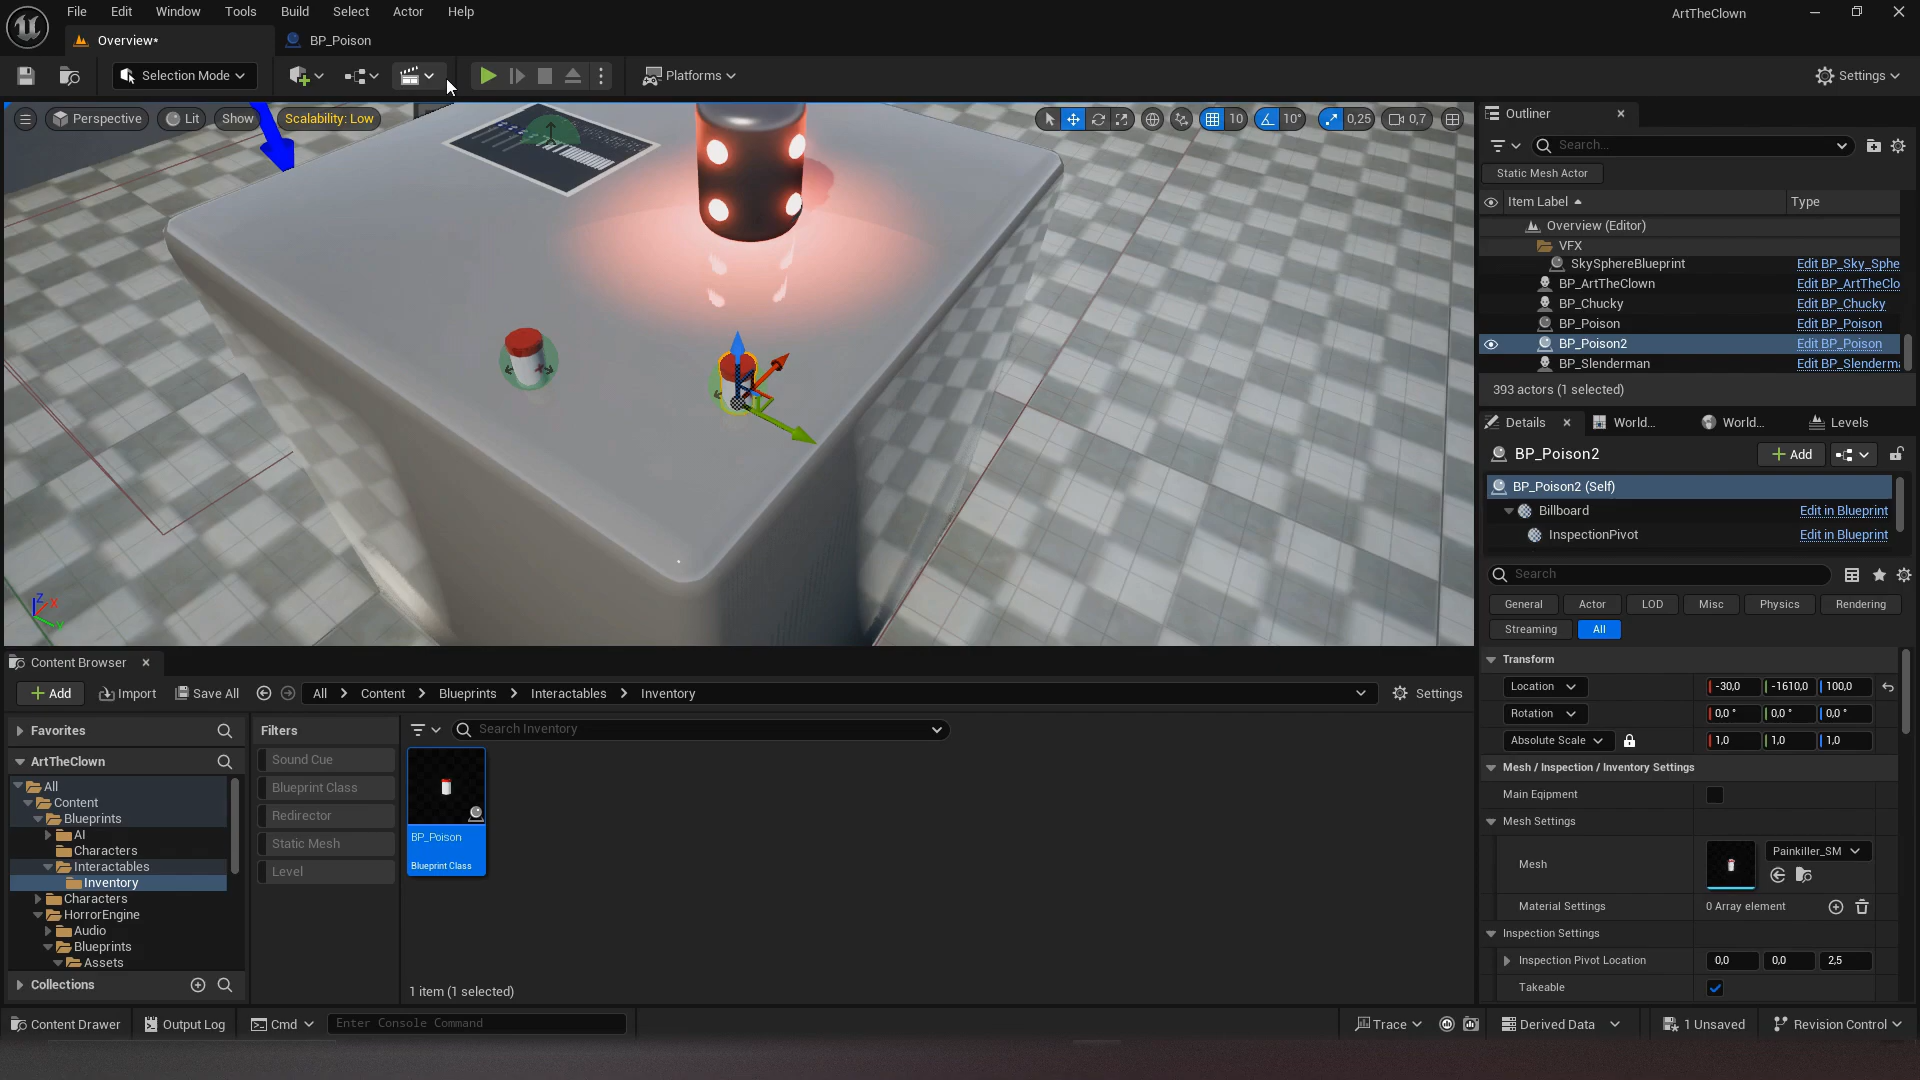 File Edit Window Tools Build Select Actor Help
ArtTheClown
Overview*
BP_Poison
Selection Mode
Platforms
Settings
Perspective
Lit
Show
Scalability: Low
10
10°
0,25
0,7
Outliner
Search...
Static Mesh Actor
Item Label
Type
Overview (Editor)
VFX
SkySphereBlueprint Edit BP_Sky_Sphe
BP_ArtTheClown Edit BP_ArtTheClo
BP_Chucky Edit BP_Chucky
BP_Poison Edit BP_Poison
BP_Poison2 Edit BP_Poison
BP_Slenderman Edit BP_Slenderma
393 actors (1 selected)
Details
World...
World...
Levels
BP_Poison2
Add
BP_Poison2 (Self)
Billboard Edit in Blueprint
InspectionPivot Edit in Blueprint
Search
General Actor LOD Misc Physics Rendering
Streaming All
Transform
Location -30,0 -1610,0 100,0
Rotation 0,0 ° 0,0 ° 0,0 °
Absolute Scale 1,0 1,0 1,0
Mesh / Inspection / Inventory Settings
Main Eqipment
Mesh Settings
Mesh
Painkiller_SM
Material Settings 0 Array element
Inspection Settings
Inspection Pivot Location 0,0 0,0 2,5
Takeable
Z
X
Y
Content Browser
Add Import Save All All Content Blueprints Interactables Inventory Settings
Favorites
Filters
Search Inventory
ArtTheClown
All
Content
Blueprints
AI
Characters
Interactables
Inventory
Characters
HorrorEngine
Audio
Blueprints
Assets
Collections
Sound Cue
Blueprint Class
Redirector
Static Mesh
Level
BP_Poison
Blueprint Class
1 item (1 selected)
Content Drawer Output Log Cmd Enter Console Command Trace Derived Data 1 Unsaved Revision Control